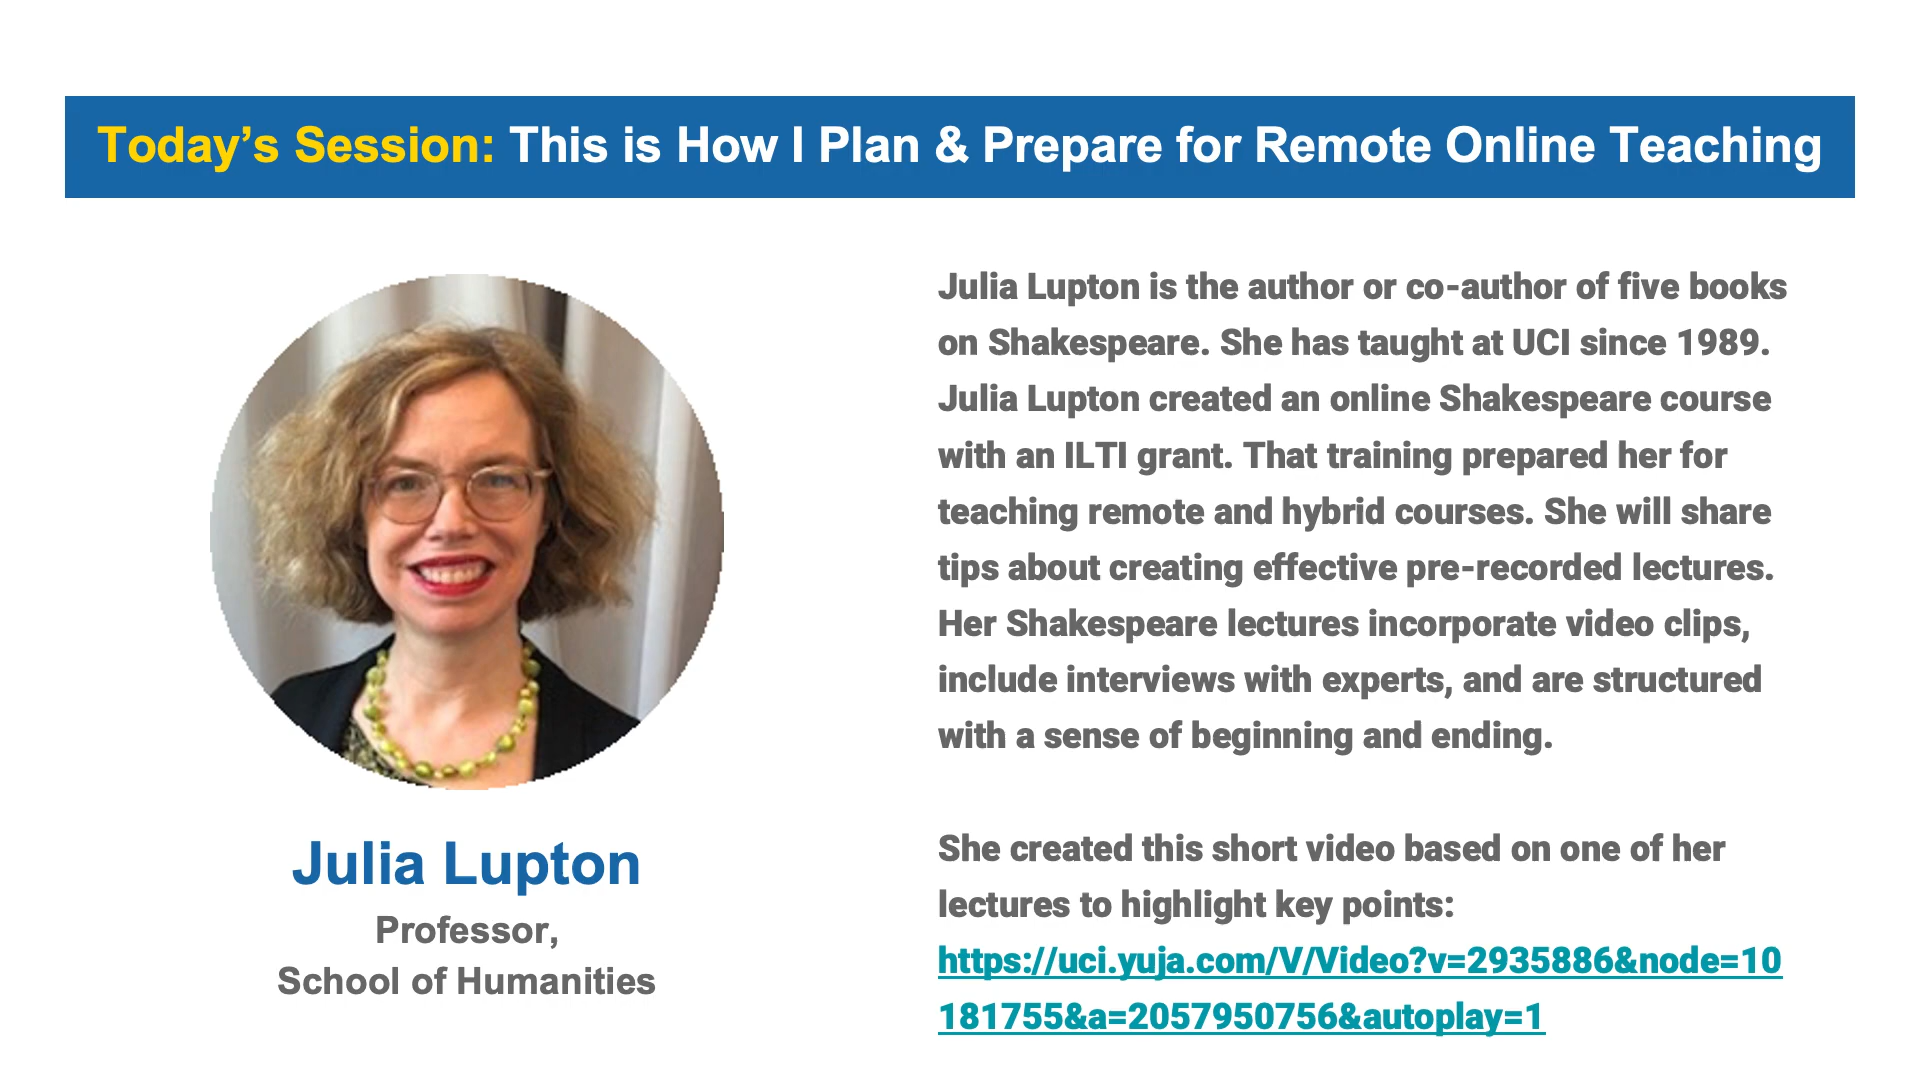 Today’s Session: This is How I Plan & Prepare for Remote Online Teaching
Julia Lupton
Professor,
School of Humanities
Julia Lupton is the author or co-author of five books
on Shakespeare. She has taught at UCI since 1989.
Julia Lupton created an online Shakespeare course
with an ILTI grant. That training prepared her for
teaching remote and hybrid courses. She will share
tips about creating effective pre-recorded lectures.
Her Shakespeare lectures incorporate video clips,
include interviews with experts, and are structured
with a sense of beginning and ending.
She created this short video based on one of her
lectures to highlight key points:
https://uci.yuja.com/V/Video?v=2935886&node=10
181755&a=2057950756&autoplay=1